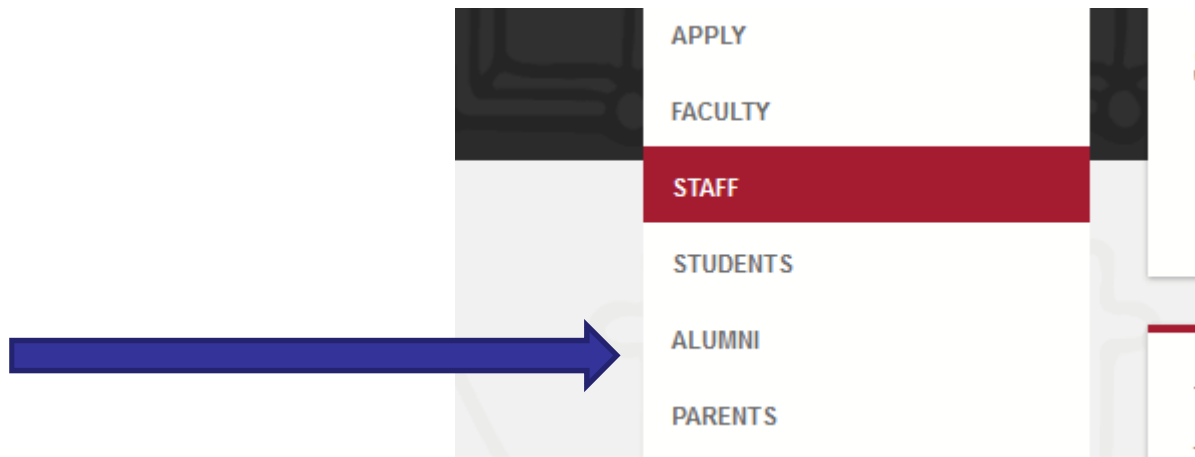 APPLY
FACULTY
STAFF
STUDENTS
ALUMNI
PARENTS